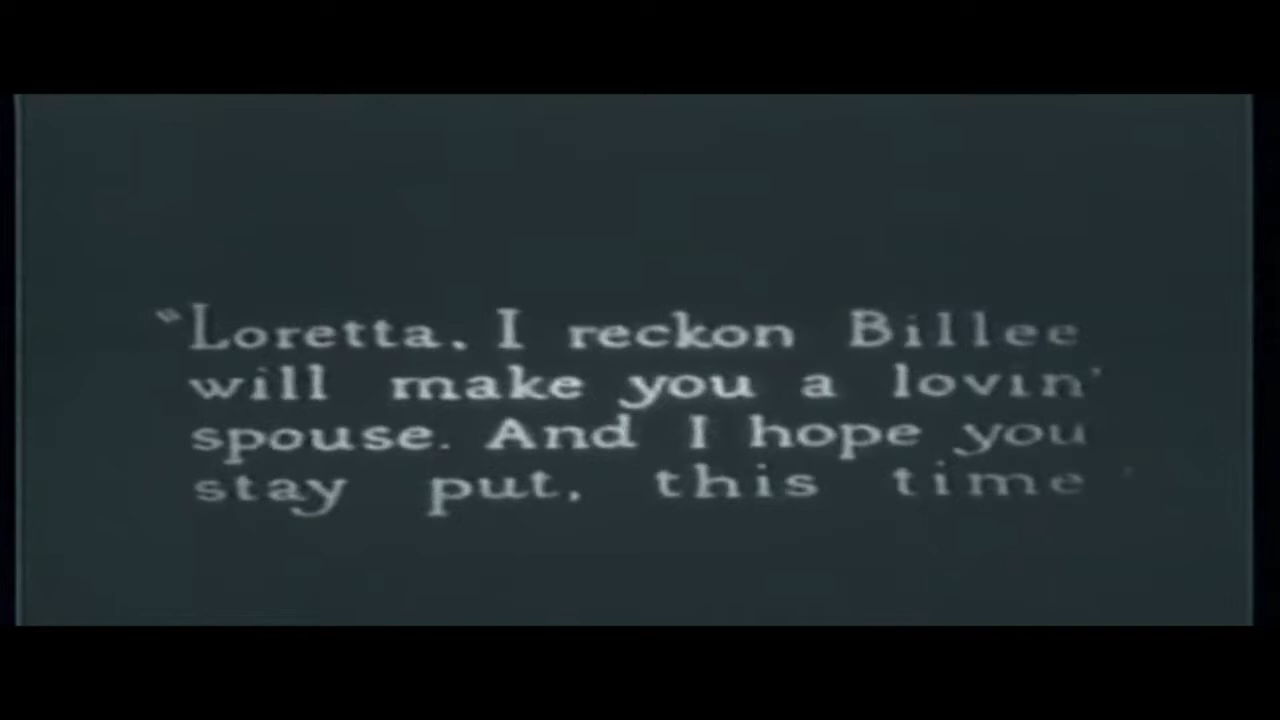 "Loretta, I reckon Billee
will make you a lovin'
spouse. And I hope you
stay put, this time"